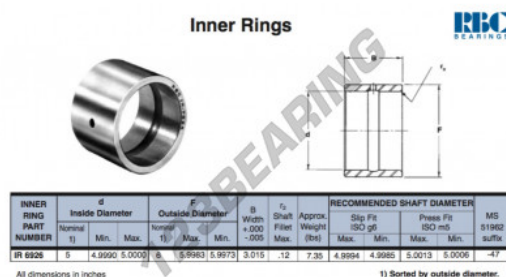 Inner Rings
RBC
BEARINGS
B
rₐ
d
F
123BEARING
INNER RING PART NUMBER
d Inside Diameter
F Outside Diameter
B Width +.000 -.005
Shaft Fillet Max.
Approx. Weight (lbs)
RECOMMENDED SHAFT DIAMETER
MS 51962 suffix
Nominal 1) Min. Max.
Nominal 1) Max. Min.
Slip Fit ISO g6
Press Fit ISO m5
Max. Min. Max. Min.
IR 6926 5 4.9990 5.0000 6 5.9983 5.9973 3.015 .12 7.35 4.9994 4.9985 5.0013 5.0006 -47
All dimensions in inches
1) Sorted by outside diameter.